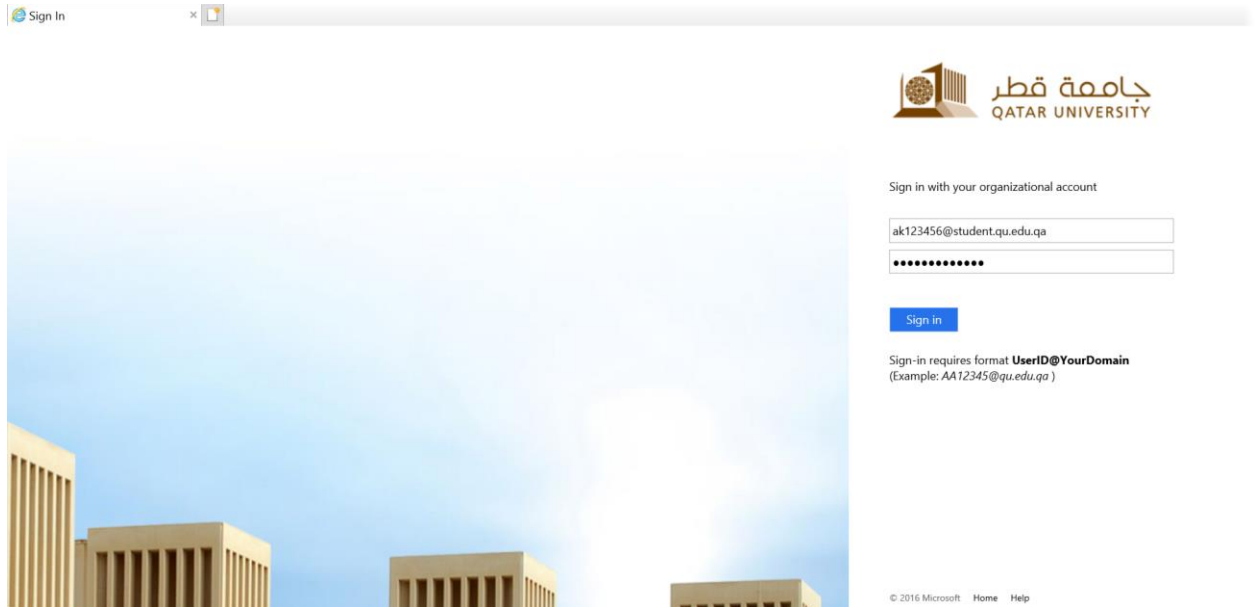 Sign In
جامعة قطر
QATAR UNIVERSITY
Sign in with your organizational account
ak123456@student.qu.edu.qa
●●●●●●●●●●●●●
Sign in
Sign-in requires format UserID@YourDomain
(Example: AA12345@qu.edu.qa )
© 2016 Microsoft Home Help